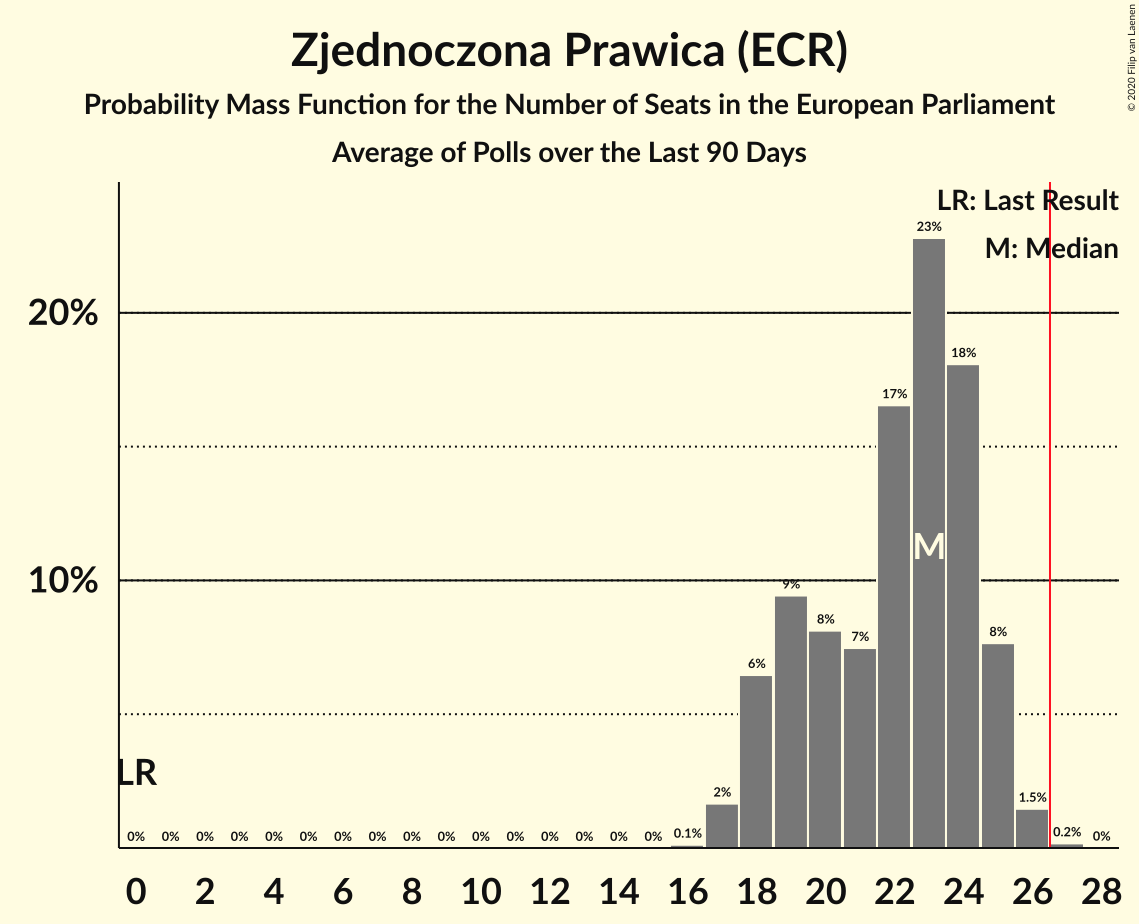 Zjednoczona Prawica (ECR)
Probability Mass Function for the Number of Seats in the European Parliament
Average of Polls over the Last 90 Days
© 2020 Filip van Laenen
LR: Last Result
M: Median
23%
20%
18%
17%
M
10%
9%
8%
7%
8%
6%
LR
2%
1.5%
0% 0% 0% 0% 0% 0% 0% 0% 0% 0% 0% 0% 0% 0% 0% 0% 0.1% 0.2% 0%
0 2 4 6 8 10 12 14 16 18 20 22 24 26 28